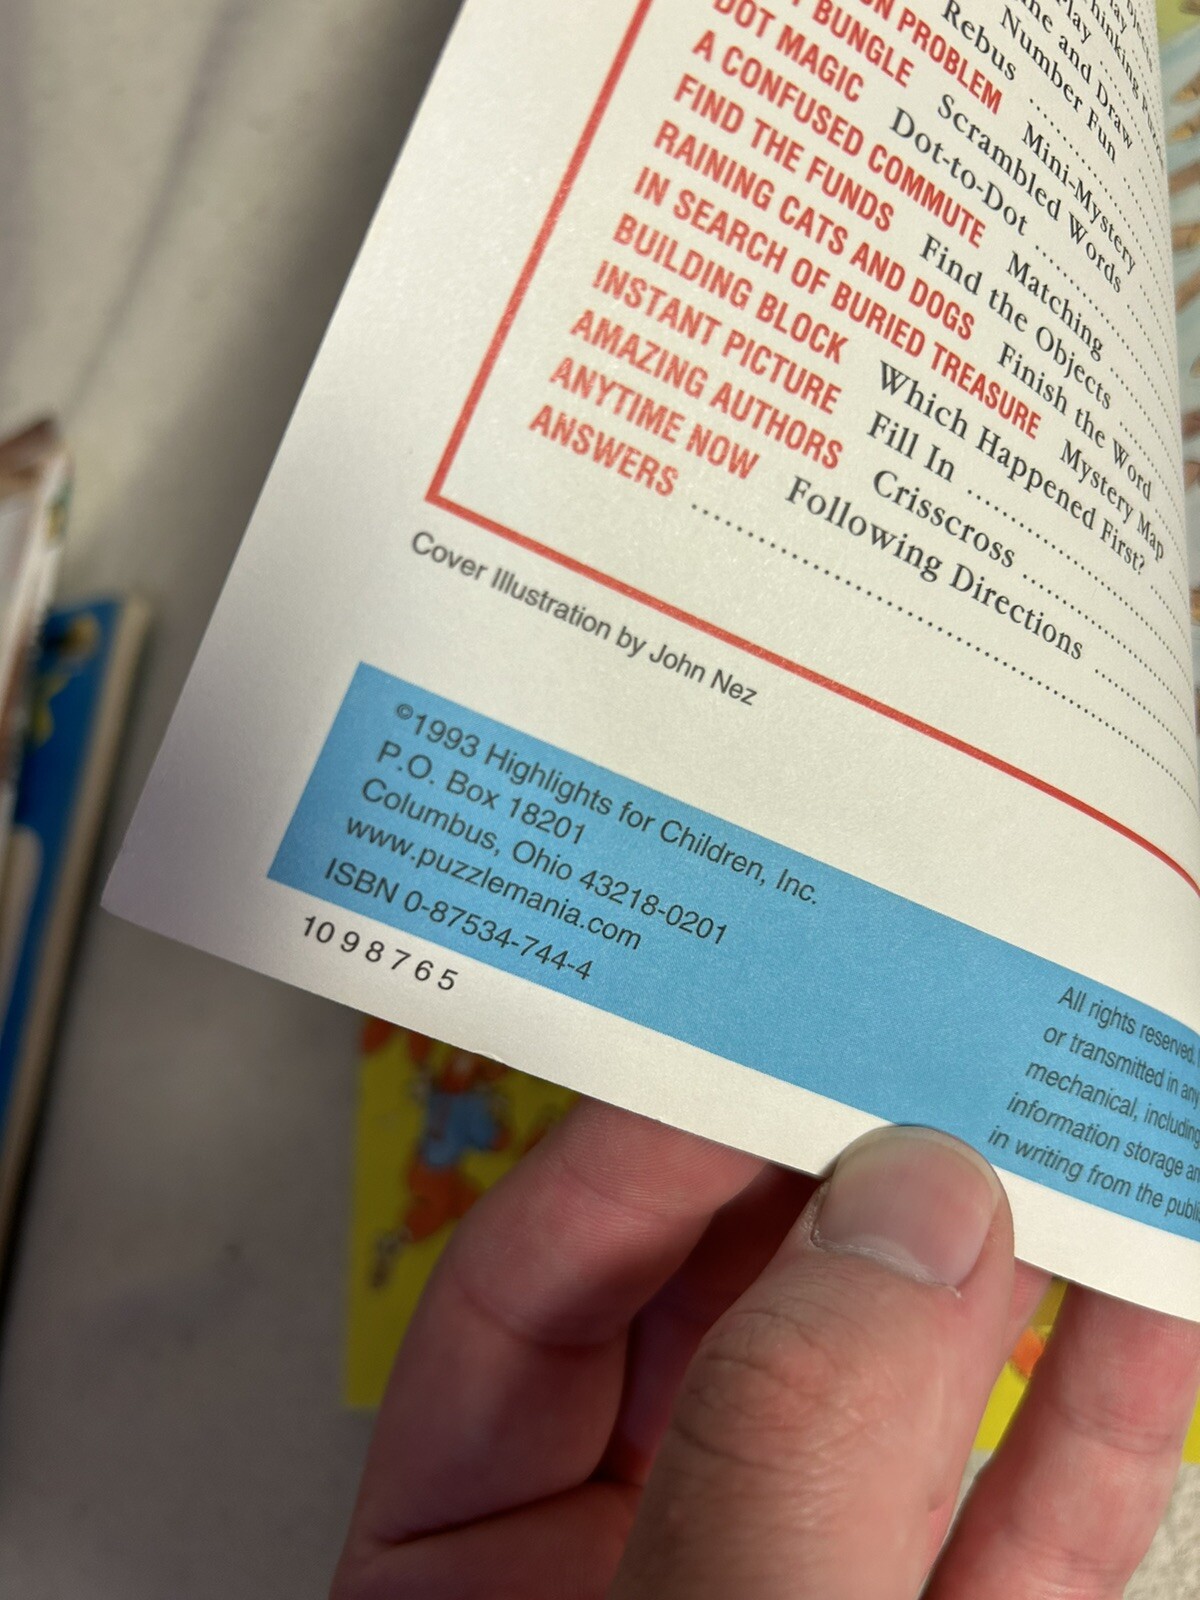 Play
and Draw
Number Fun
Rebus
PROBLEM Mini-Mystery
BUNGLE Scrambled Words
DOT MAGIC Dot-to-Dot
A CONFUSED COMMUTE Matching
FIND THE FUNDS Find the Objects
RAINING CATS AND DOGS Finish the Word
IN SEARCH OF BURIED TREASURE Mystery Map
BUILDING BLOCK Which Happened First?
INSTANT PICTURE Fill In
AMAZING AUTHORS Crisscross
ANYTIME NOW Following Directions
ANSWERS
Cover Illustration by John Nez
©1993 Highlights for Children, Inc.
P.O. Box 18201
Columbus, Ohio 43218-0201
www.puzzlemania.com
ISBN 0-87534-744-4
10 9 8 7 6 5
All rights reserved.
or transmitted in any
mechanical, including
information storage
in writing from the